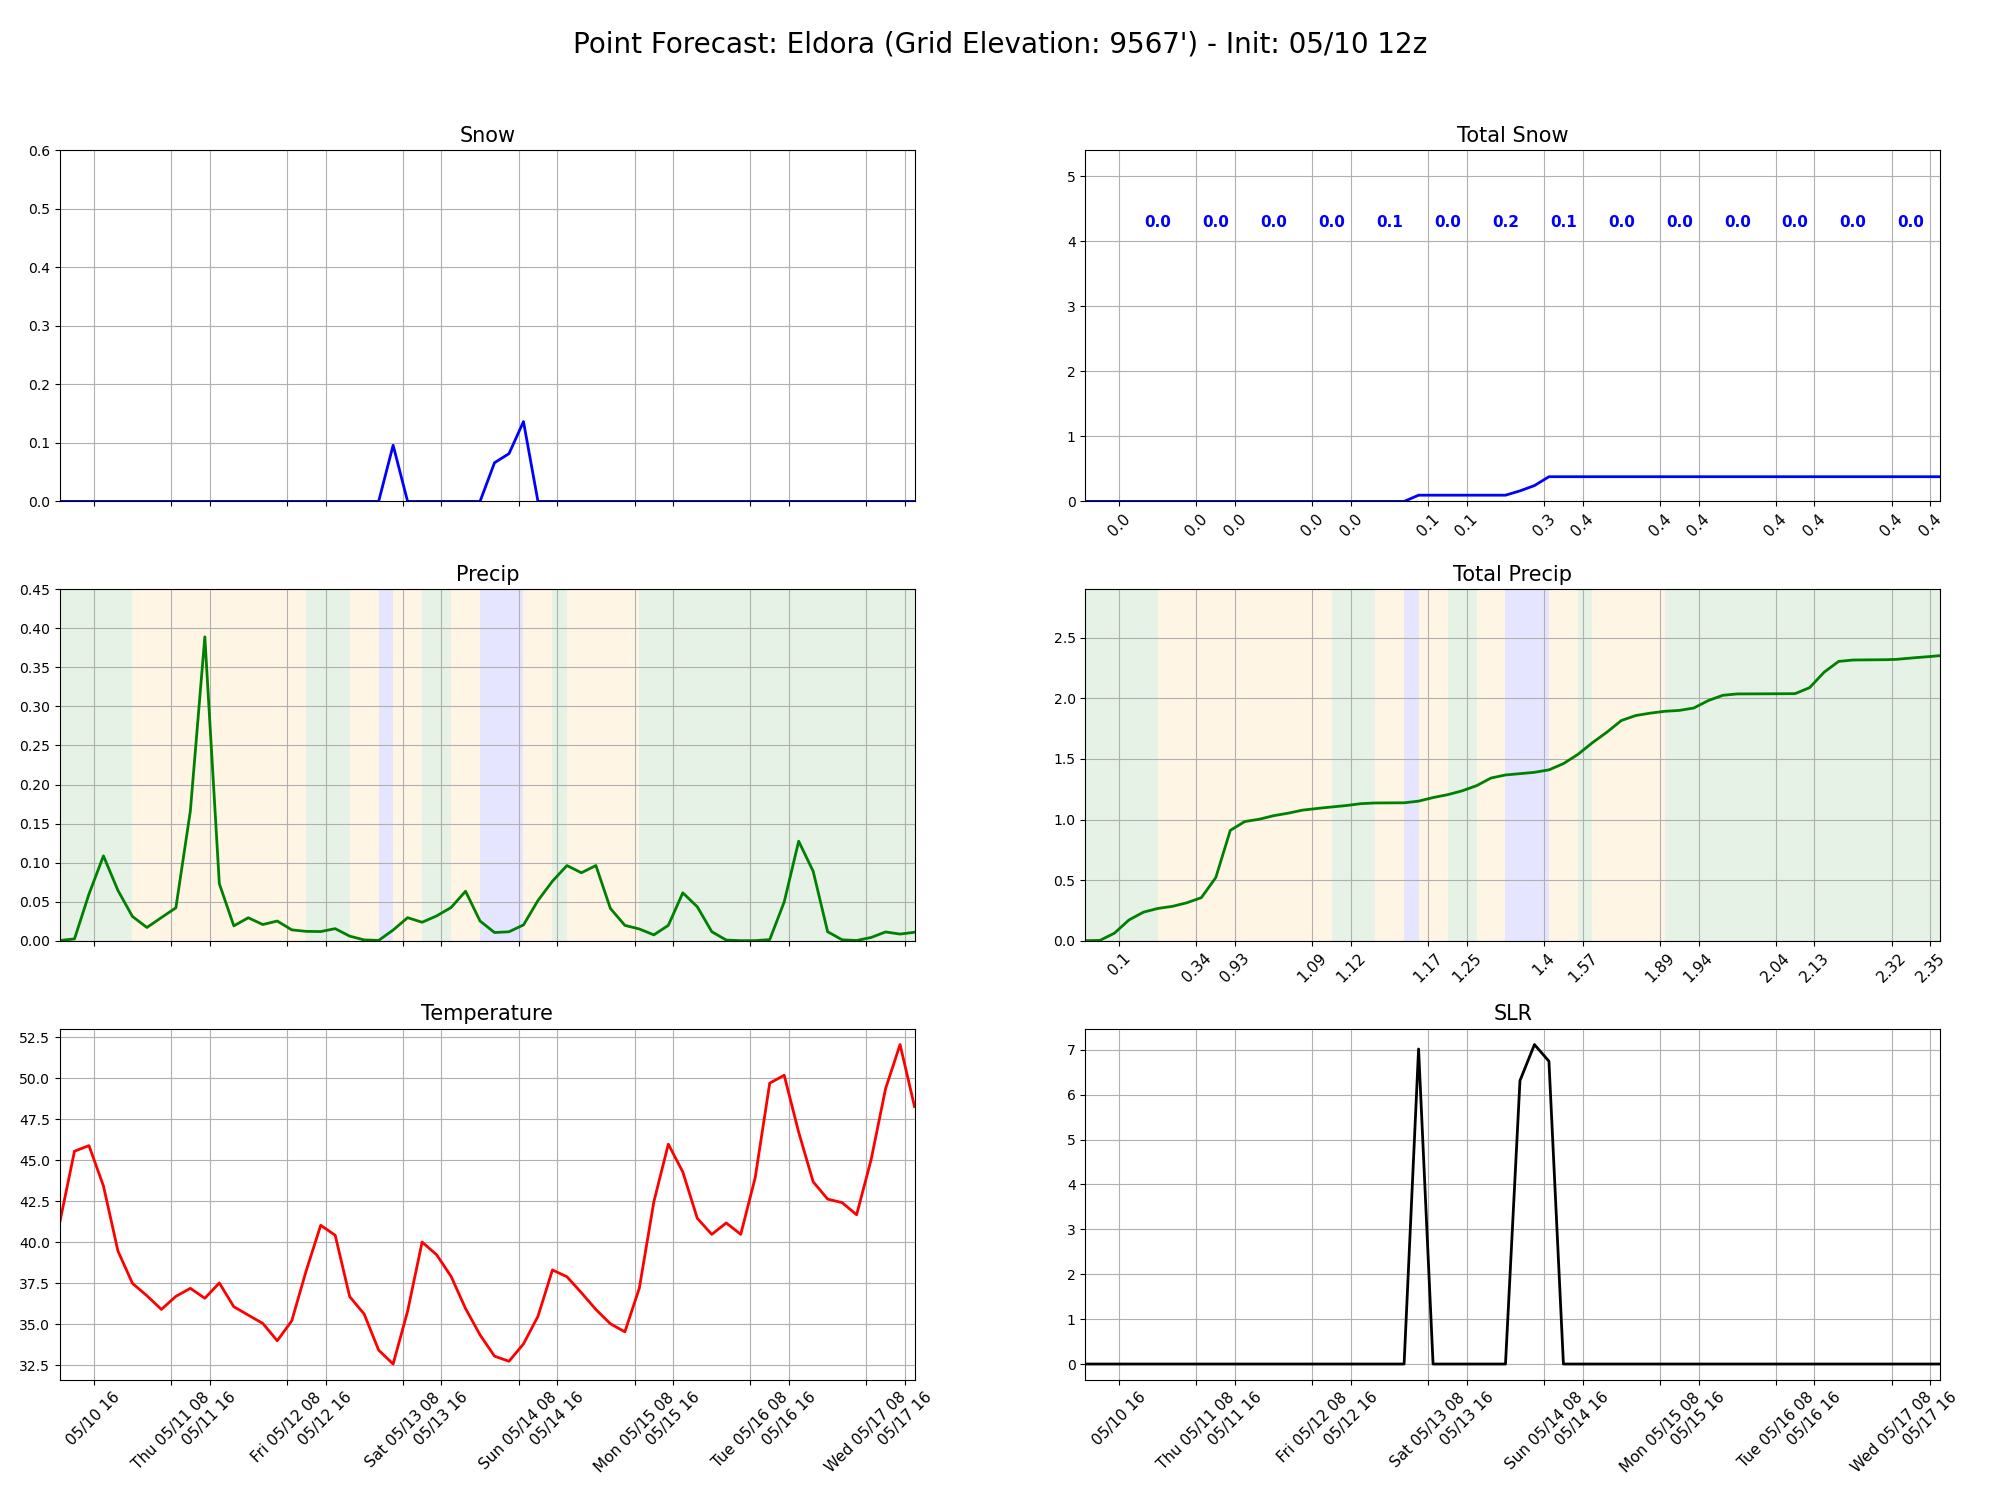 Point Forecast: Eldora (Grid Elevation: 9567') - Init: 05/10 12z
Snow
0.6
0.5
0.4
0.3
0.2
0.1
0.0
Total Snow
5
4
3
2
1
0
0.0 0.0 0.0 0.0 0.1 0.0 0.2 0.1 0.0 0.0 0.0 0.0 0.0 0.0
0.0 0.0 0.0 0.0 0.0 0.1 0.1 0.3 0.4 0.4 0.4 0.4 0.4 0.4 0.4
Precip
0.45
0.40
0.35
0.30
0.25
0.20
0.15
0.10
0.05
0.00
Total Precip
2.5
2.0
1.5
1.0
0.5
0.0
0.1 0.34 0.93 1.09 1.12 1.17 1.25 1.4 1.57 1.89 1.94 2.04 2.13 2.32 2.35
Temperature
52.5
50.0
47.5
45.0
42.5
40.0
37.5
35.0
32.5
05/10 16
Thu 05/11 08
05/11 16
Fri 05/12 08
05/12 16
Sat 05/13 08
05/13 16
Sun 05/14 08
05/14 16
Mon 05/15 08
05/15 16
Tue 05/16 08
05/16 16
Wed 05/17 08
05/17 16
SLR
7
6
5
4
3
2
1
0
05/10 16
Thu 05/11 08
05/11 16
Fri 05/12 08
05/12 16
Sat 05/13 08
05/13 16
Sun 05/14 08
05/14 16
Mon 05/15 08
05/15 16
Tue 05/16 08
05/16 16
Wed 05/17 08
05/17 16